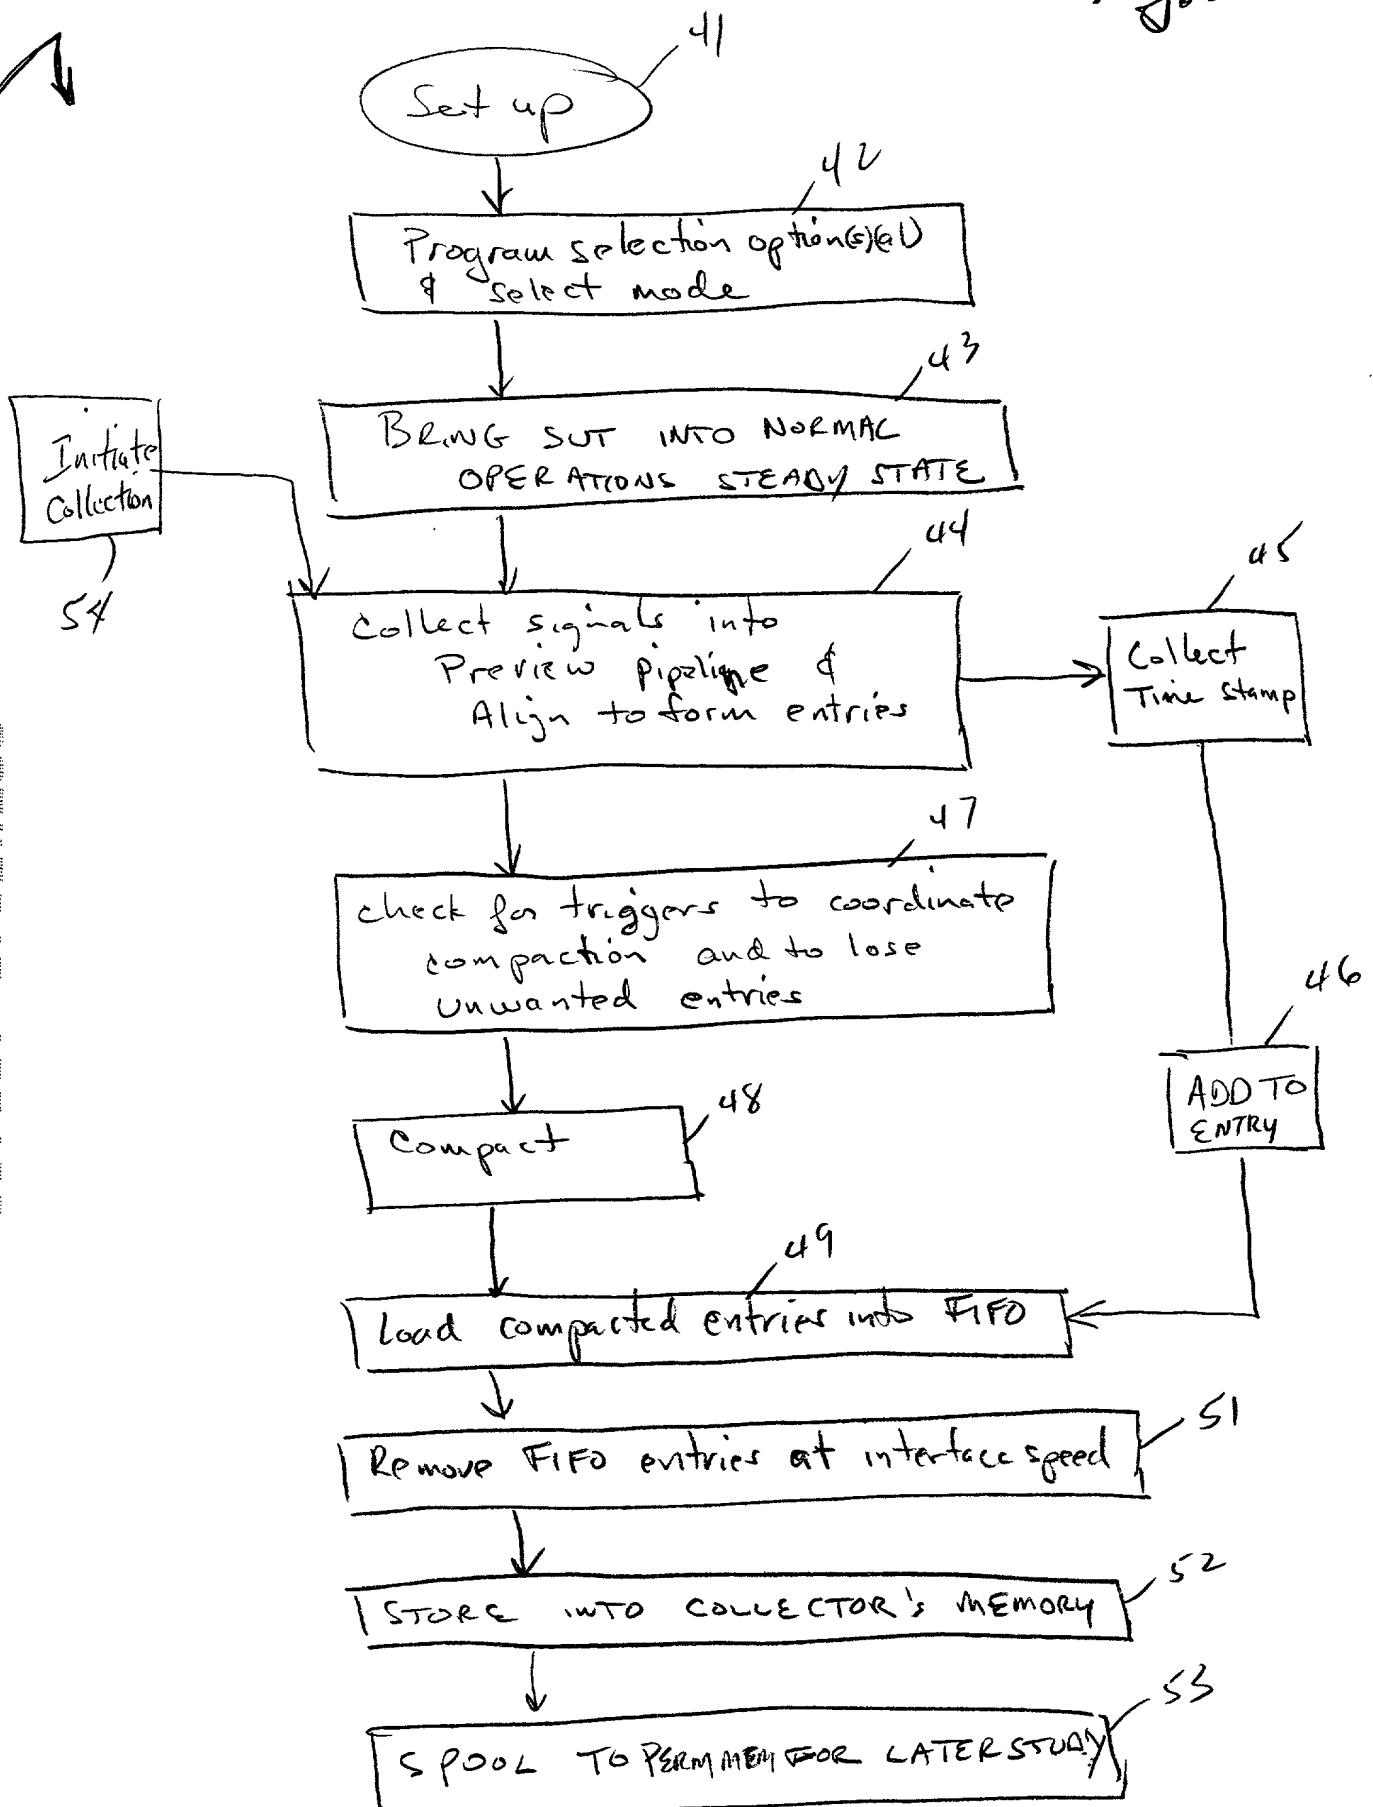 41
Set up
42
Program selection option(s)(al)
& select mode
43
BRING SUT INTO NORMAL
OPERATIONS STEADY STATE
Initiate
Collection
54
44
Collect signals into
Preview pipeline &
Align to form entries
45
Collect
Time stamp
47
check for triggers to coordinate
compaction and to lose
unwanted entries
46
ADD TO
ENTRY
48
Compact
49
Load compacted entries into FIFO
51
Remove FIFO entries at interface speed
52
STORE INTO COLLECTOR'S MEMORY
53
SPOOL TO PERM MEM FOR LATER STUDY